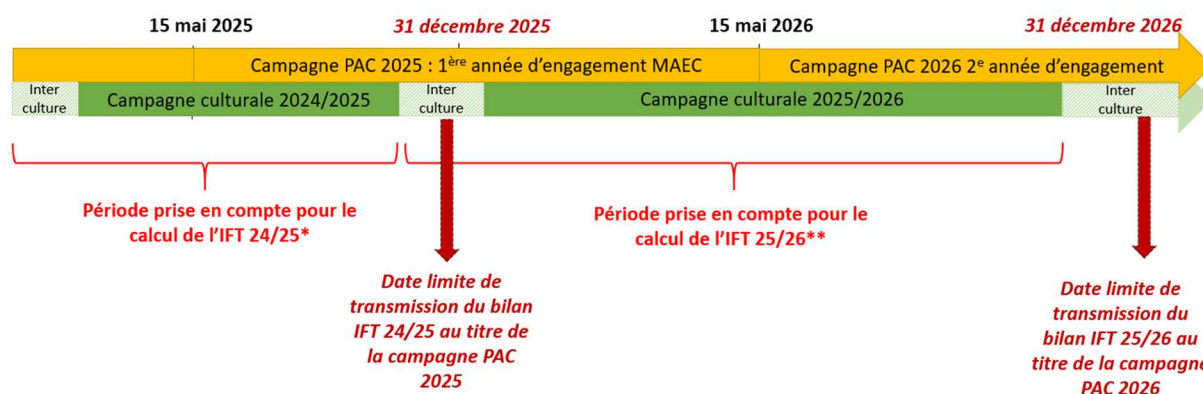 15 mai 2025
31 décembre 2025
15 mai 2026
31 décembre 2026
Campagne PAC 2025 : 1ère année d'engagement MAEC
Campagne PAC 2026 2e année d'engagement
Inter
culture
Campagne culturale 2024/2025
Inter
culture
Campagne culturale 2025/2026
Inter
culture
Période prise en compte pour le
calcul de l'IFT 24/25*
Période prise en compte pour le
calcul de l'IFT 25/26**
Date limite de
transmission du bilan
IFT 24/25 au titre de
la campagne PAC
2025
Date limite de
transmission du
bilan IFT 25/26 au
titre de la campagne
PAC 2026